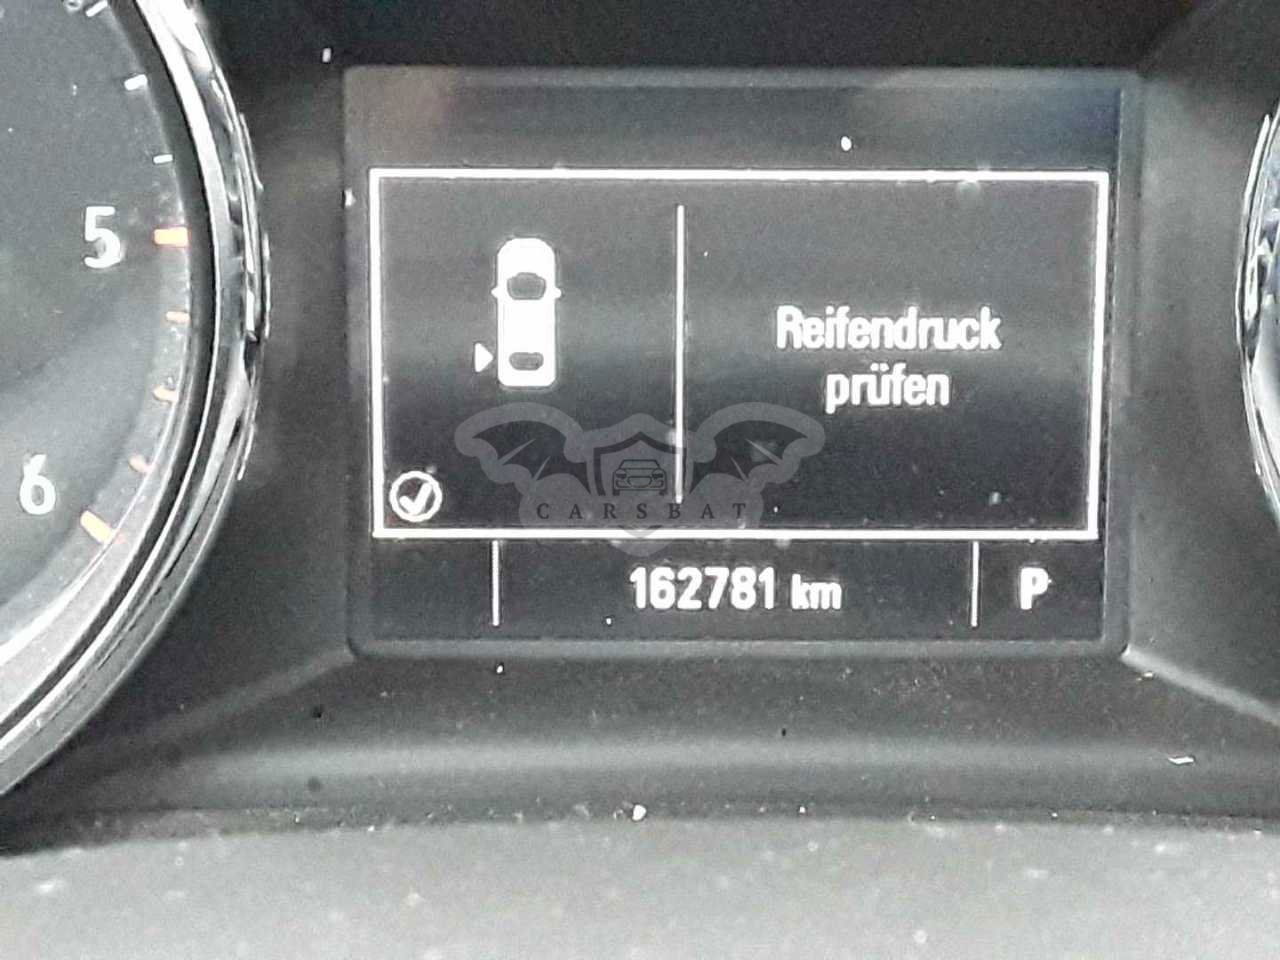 5
6
Reifendruck
prüfen
CARSBAT
162781 km
P